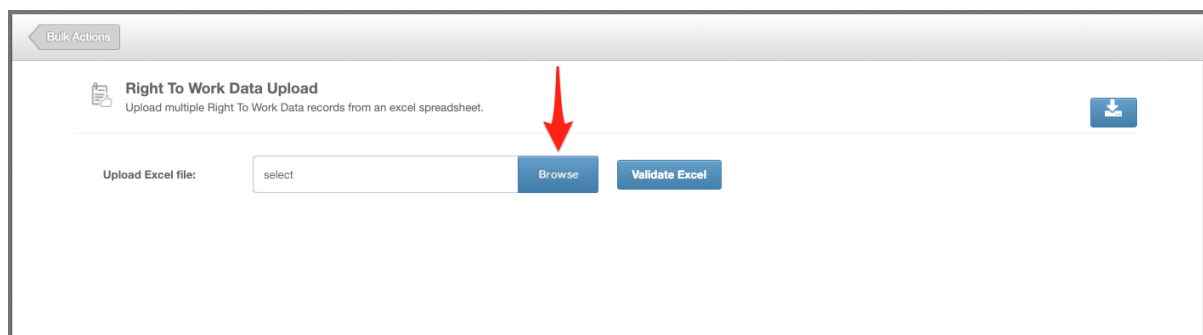 Bulk Actions
Right To Work Data Upload
Upload multiple Right To Work Data records from an excel spreadsheet.
Upload Excel file: select Browse Validate Excel